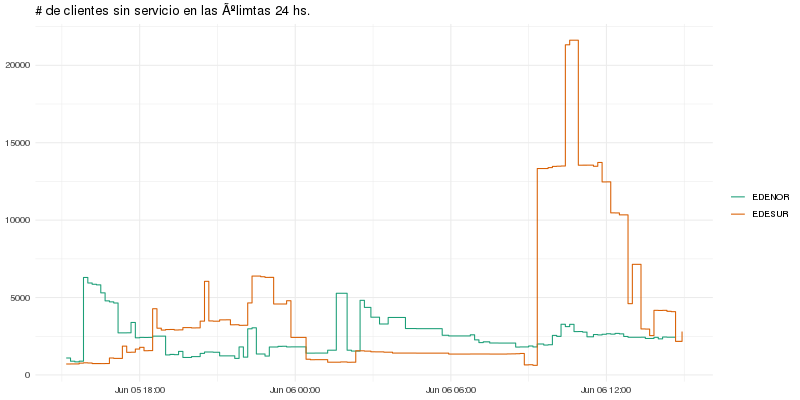 # de clientes sin servicio en las Ãºlimtas 24 hs.
20000
15000
10000
5000
0
Jun 05 18:00
Jun 06 00:00
Jun 06 06:00
Jun 06 12:00
EDENOR
EDESUR